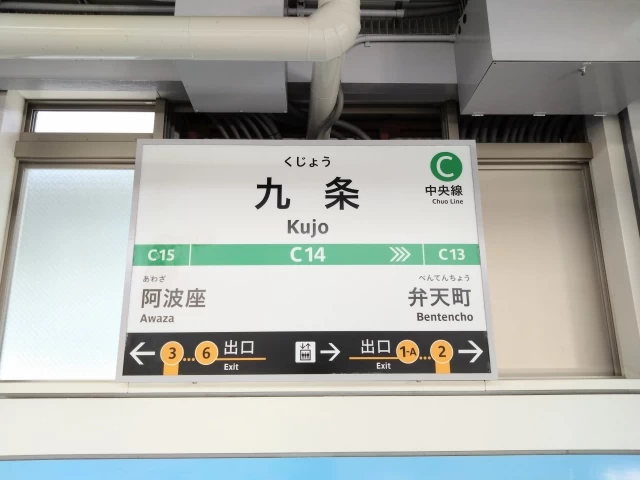 くじょう
九条
Kujo
C
中央線
Chuo Line
C15 C14 C13
あわざ
阿波座
Awaza
べんてんちょう
弁天町
Bentencho
3...6 出口
Exit
出口 1-A...2
Exit